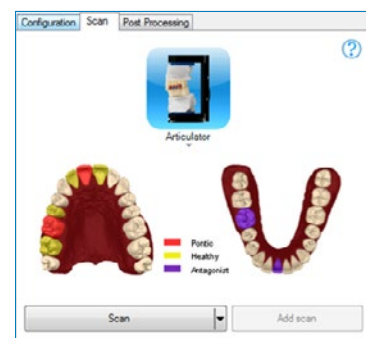 Configuration Scan Post Processing
?
Articulator
Pontic
Healthy
Antagonist
Scan
Add scan